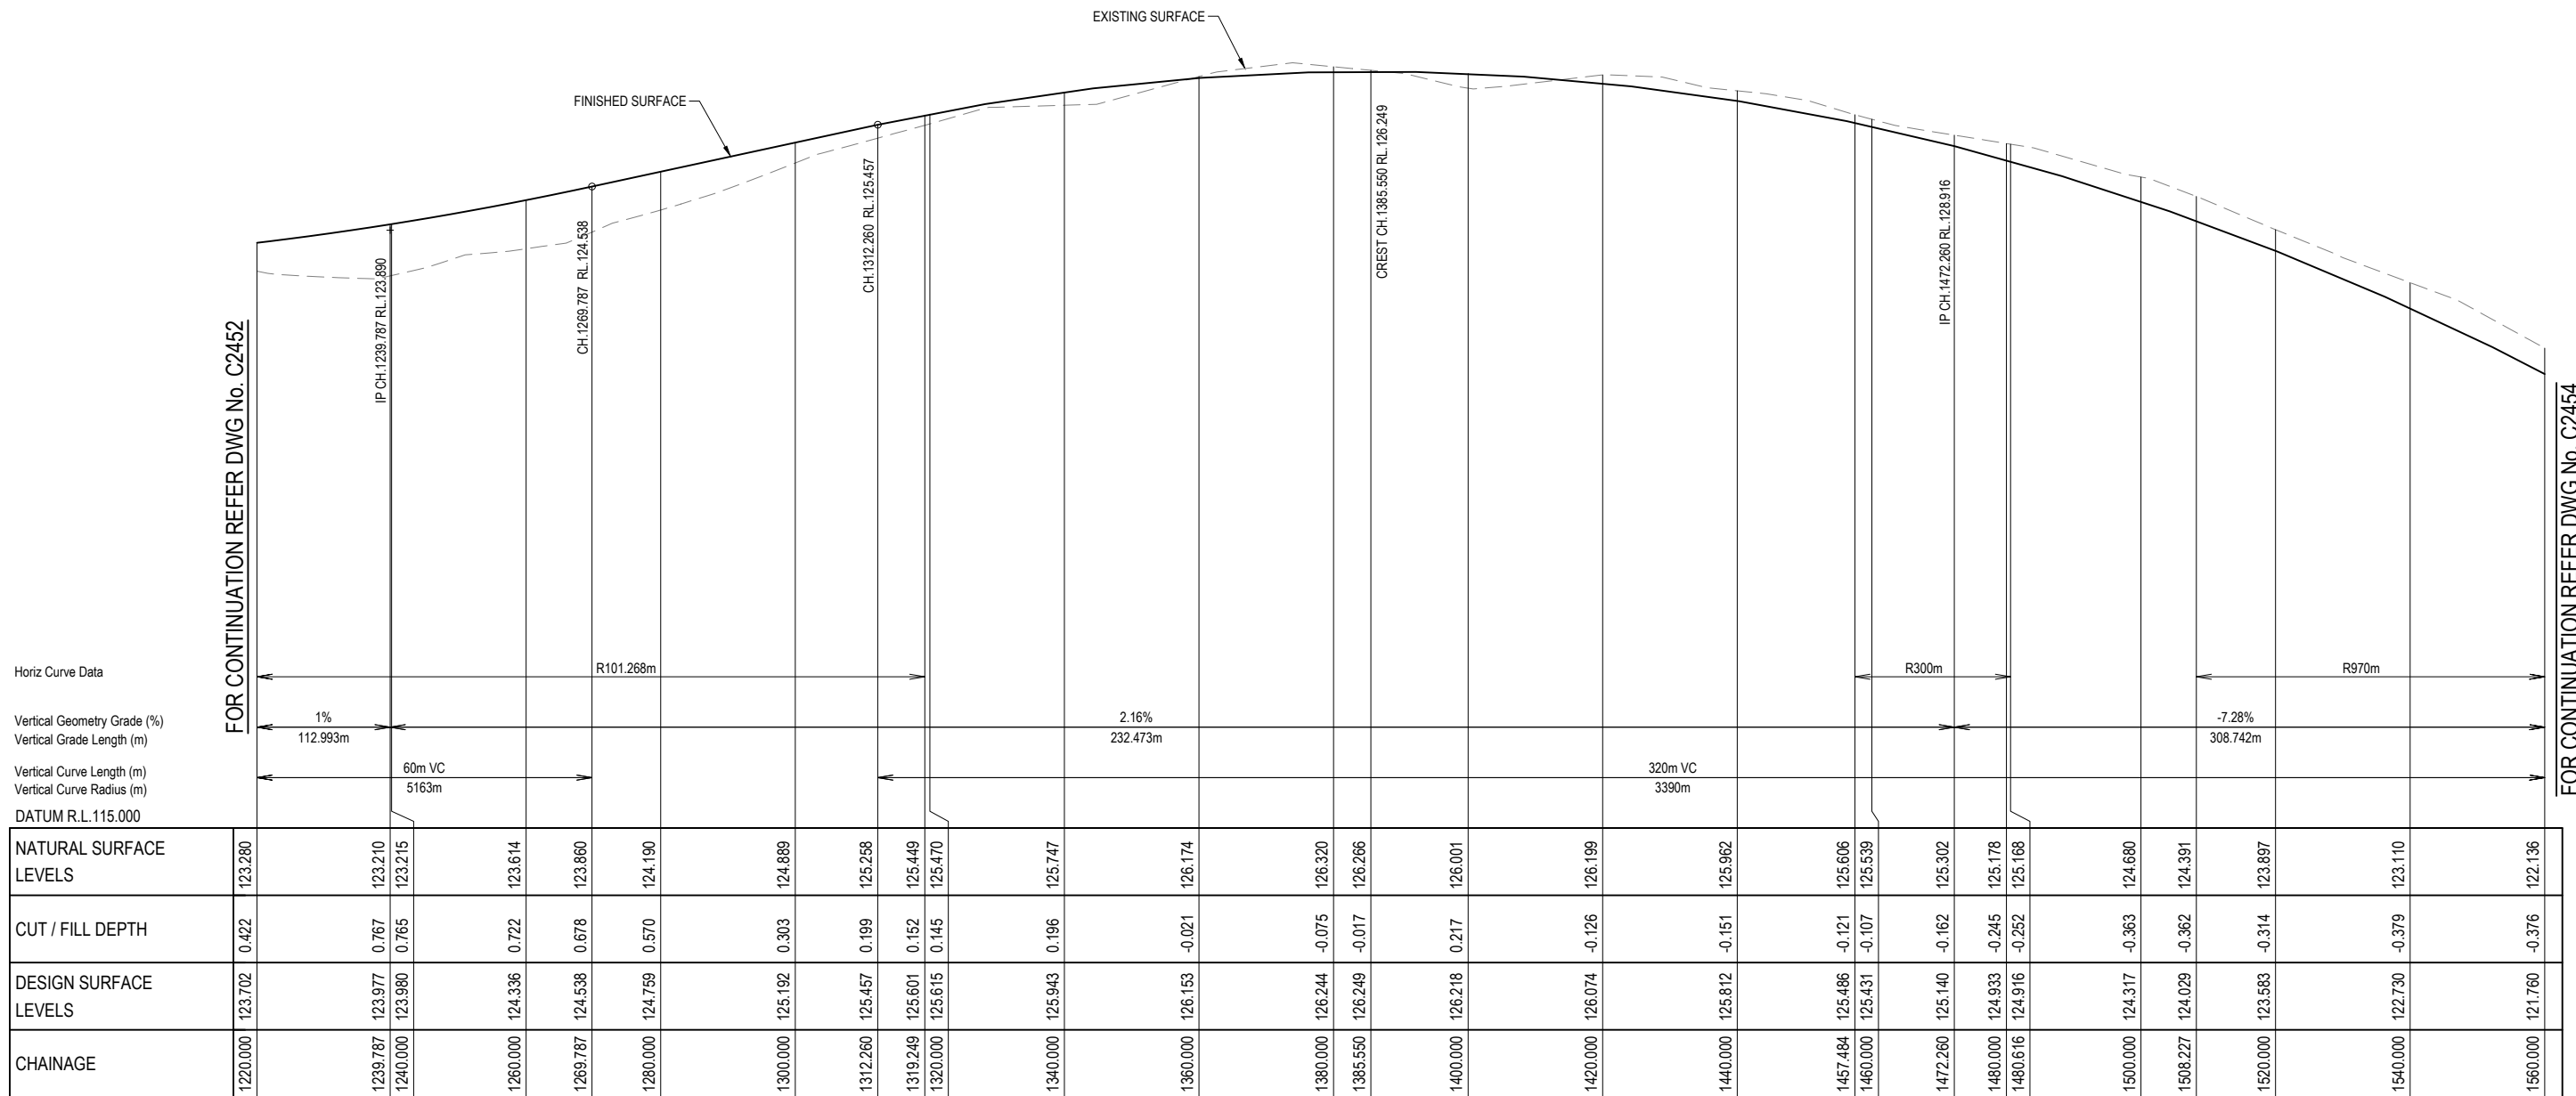 EXISTING SURFACE
FINISHED SURFACE
IP CH.1239.787 RL.123.890
CH.1269.787 RL.124.538
CH.1312.260 RL.125.457
CREST CH.1385.550 RL.126.249
IP CH.1472.260 RL.128.916
FOR CONTINUATION REFER DWG No. C2452
FOR CONTINUATION REFER DWG No. C2454
Horiz Curve Data
R101.268m
R300m
R970m
Vertical Geometry Grade (%)
1%
2.16%
-7.28%
Vertical Grade Length (m)
112.993m
232.473m
308.742m
Vertical Curve Length (m)
60m VC
320m VC
Vertical Curve Radius (m)
5163m
3390m
DATUM R.L.115.000
NATURAL SURFACE
LEVELS
123.280 123.210 123.215 123.614 123.860 124.190 124.889 125.258 125.449 125.470 125.747 126.174 126.320 126.266 126.001 126.199 125.962 125.606 125.539 125.302 125.178 125.168 124.680 124.391 123.897 123.110 122.136
CUT / FILL DEPTH
0.422 0.767 0.765 0.722 0.678 0.570 0.303 0.199 0.152 0.145 0.196 -0.021 -0.075 -0.017 0.217 -0.126 -0.151 -0.121 -0.107 -0.162 -0.245 -0.252 -0.363 -0.362 -0.314 -0.379 -0.376
DESIGN SURFACE
LEVELS
123.702 123.977 123.980 124.336 124.538 124.759 125.192 125.457 125.601 125.615 125.943 126.153 126.244 126.249 126.218 126.074 125.812 125.486 125.431 125.140 124.933 124.916 124.317 124.029 123.583 122.730 121.760
CHAINAGE
1220.000 1239.787 1240.000 1260.000 1269.787 1280.000 1300.000 1312.260 1319.249 1320.000 1340.000 1360.000 1380.000 1385.550 1400.000 1420.000 1440.000 1457.484 1460.000 1472.260 1480.000 1480.616 1500.000 1508.227 1520.000 1540.000 1560.000